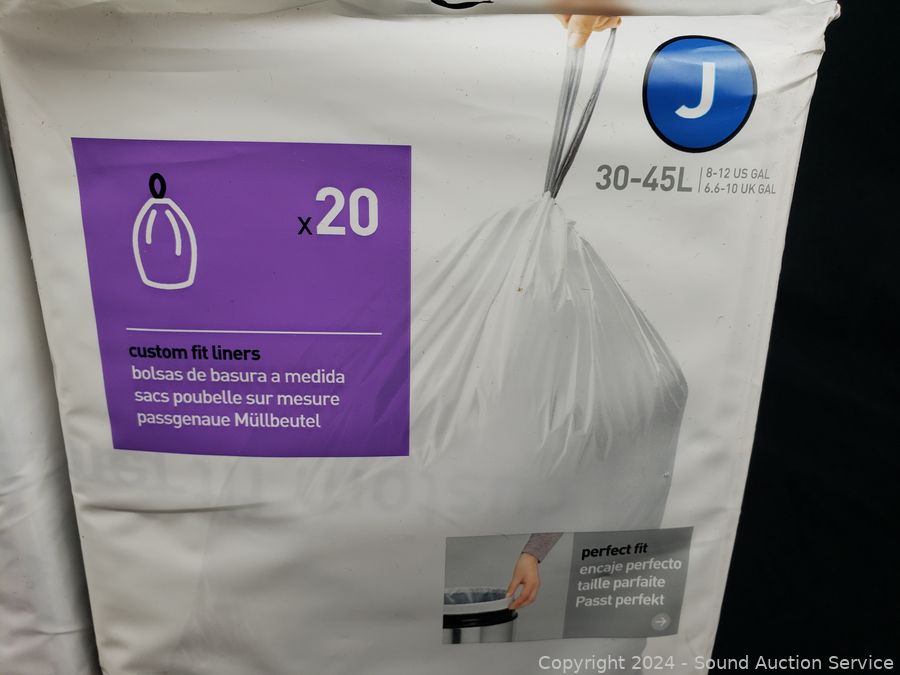 J
30-45L
8-12 US GAL
6.6-10 UK GAL
x20
custom fit liners
bolsas de basura a medida
sacs poubelle sur mesure
passgenaue Müllbeutel
perfect fit
encaje perfecto
taille parfaite
Passt perfekt
Copyright 2024 - Sound Auction Service